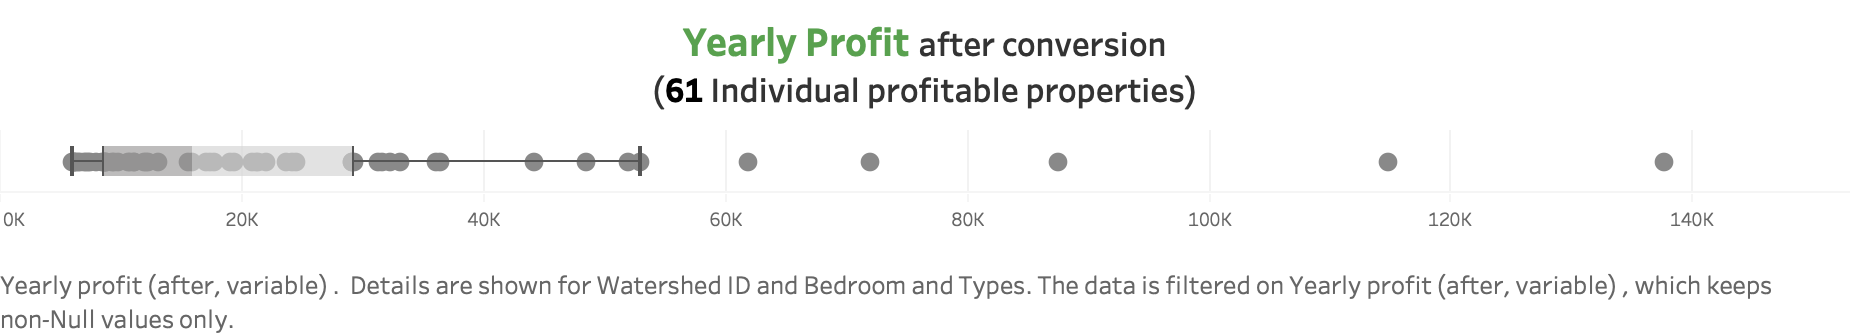 Yearly Profit after conversion
(61 Individual profitable properties)
0K 20K 40K 60K 80K 100K 120K 140K
Yearly profit (after, variable) .  Details are shown for Watershed ID and Bedroom and Types. The data is filtered on Yearly profit (after, variable) , which keeps
non-Null values only.